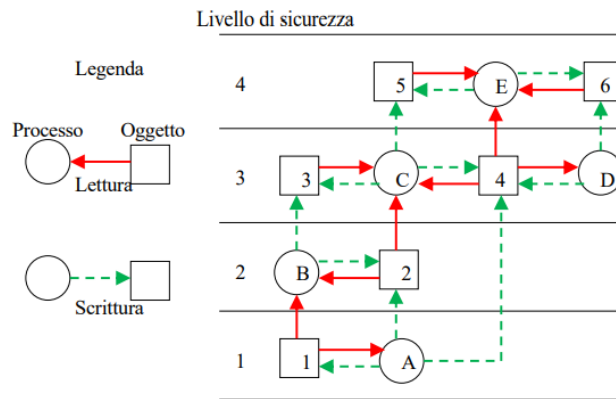 Livello di sicurezza
Legenda
Processo Oggetto
Lettura
Scrittura
4 5 E 6
3 3 C 4 D
2 B 2
1 1 A